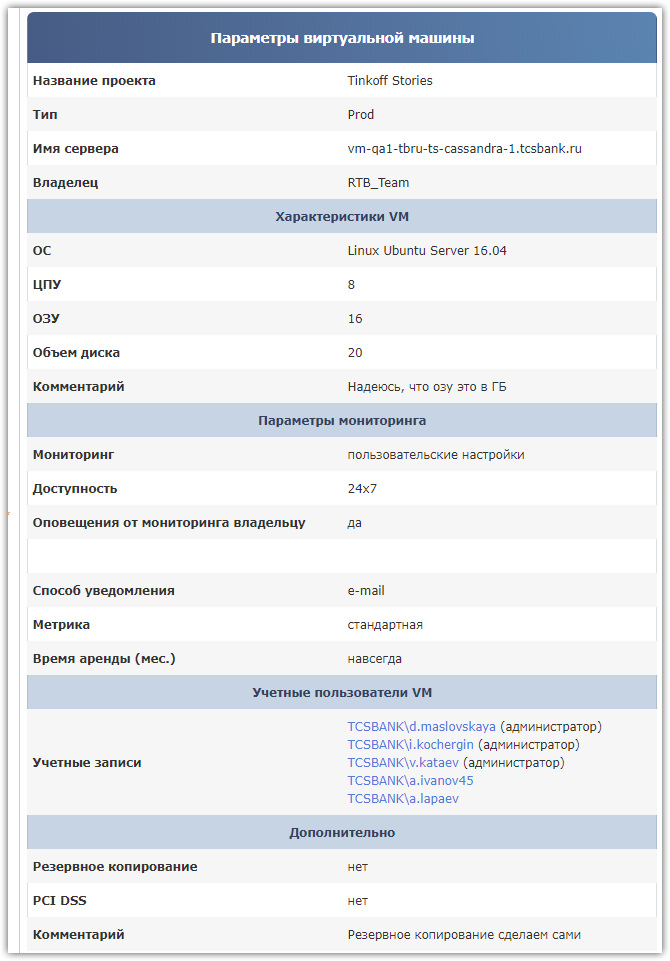 Параметры виртуальной машины
Название проекта Tinkoff Stories
Тип Prod
Имя сервера vm-qa1-tbru-ts-cassandra-1.tcsbank.ru
Владелец RTB_Team
Характеристики VM
ОС Linux Ubuntu Server 16.04
ЦПУ 8
ОЗУ 16
Объем диска 20
Комментарий Надеюсь, что озу это в ГБ
Параметры мониторинга
Мониторинг пользовательские настройки
Доступность 24x7
Оповещения от мониторинга владельцу да
Способ уведомления e-mail
Метрика стандартная
Время аренды (мес.) навсегда
Учетные пользователи VM
TCSBANK\d.maslovskaya (администратор)
TCSBANK\i.kochergin (администратор)
Учетные записи TCSBANK\v.kataev (администратор)
TCSBANK\a.ivanov45
TCSBANK\a.lapaev
Дополнительно
Резервное копирование нет
PCI DSS нет
Комментарий Резервное копирование сделаем сами